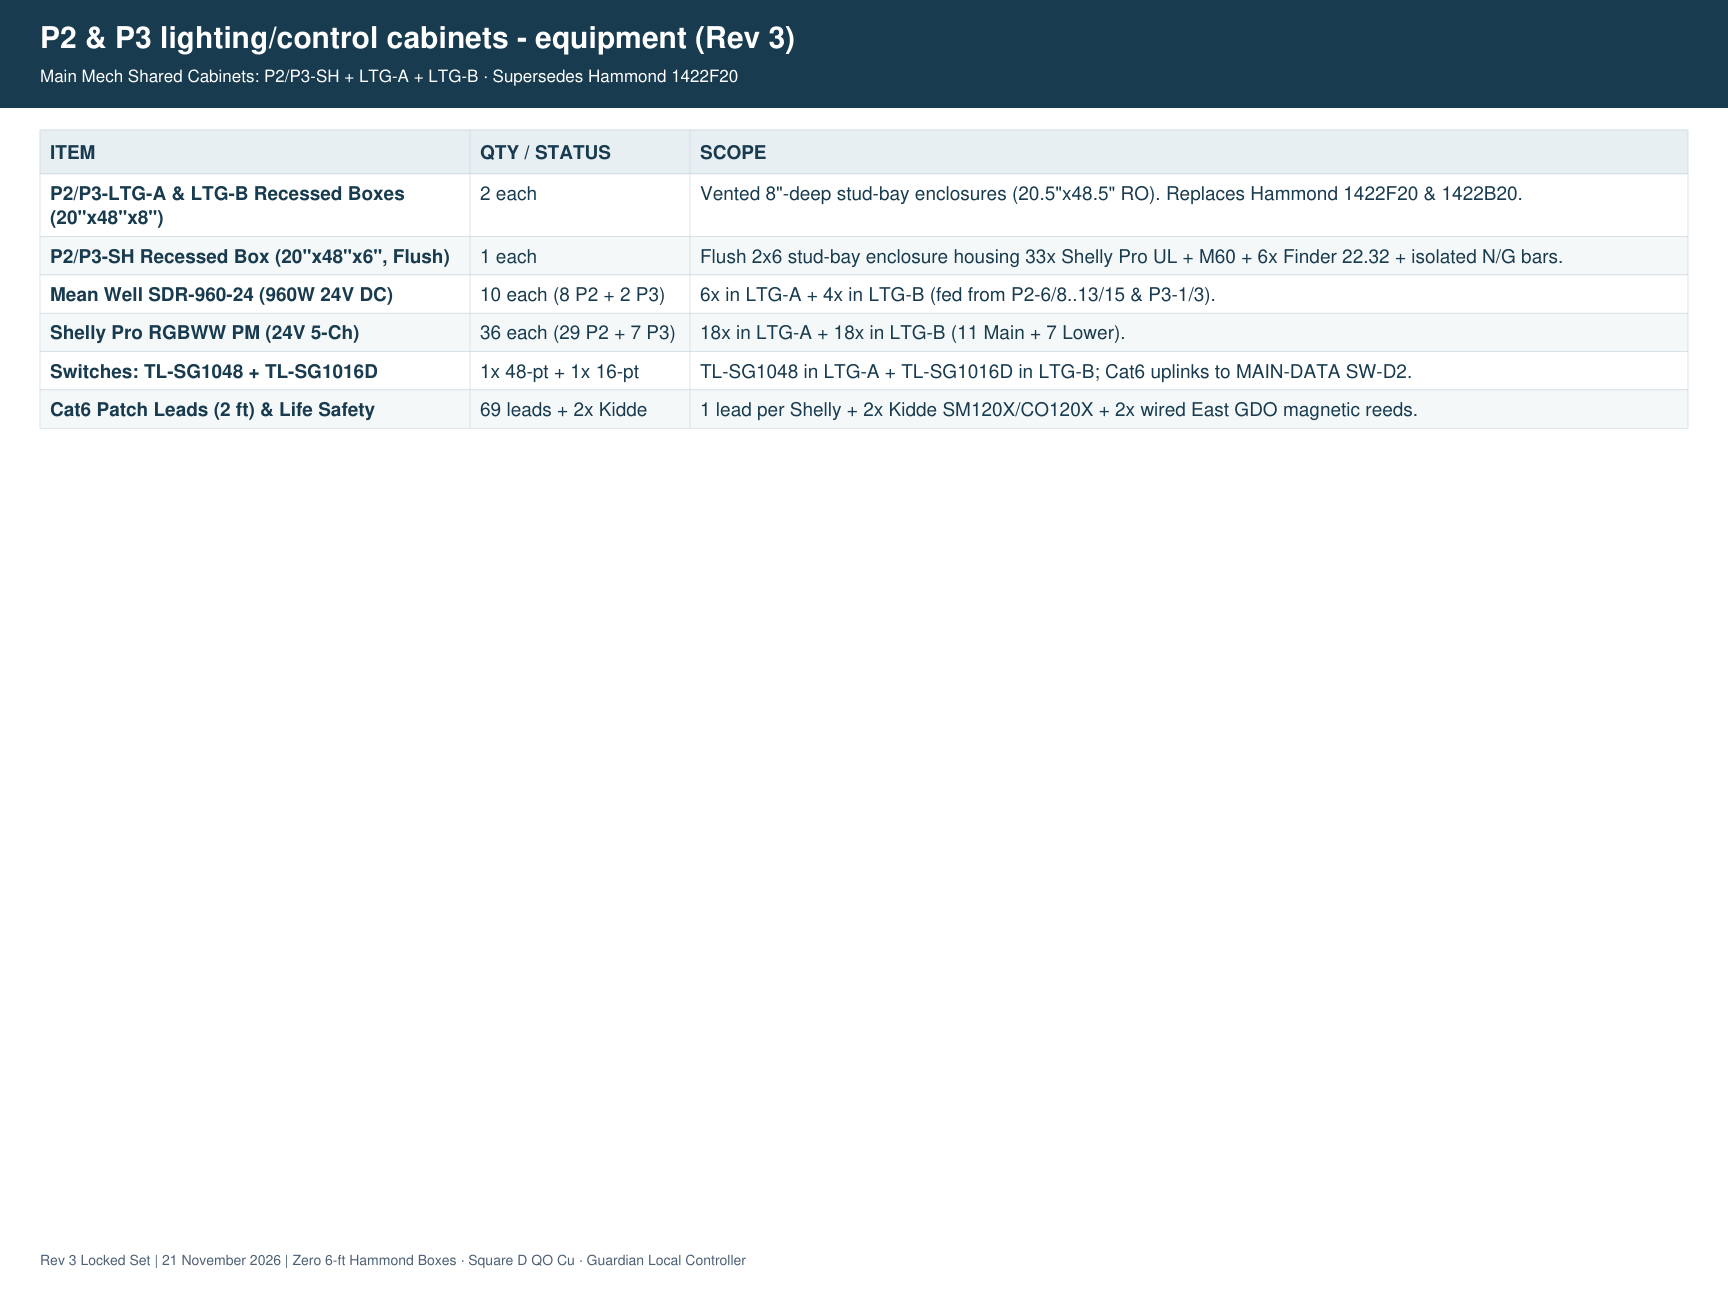 P2 & P3 lighting/control cabinets - equipment (Rev 3)
Main Mech Shared Cabinets: P2/P3-SH + LTG-A + LTG-B · Supersedes Hammond 1422F20
ITEM QTY / STATUS SCOPE
P2/P3-LTG-A & LTG-B Recessed Boxes 2 each Vented 8"-deep stud-bay enclosures (20.5"x48.5" RO). Replaces Hammond 1422F20 & 1422B20.
(20"x48"x8")
P2/P3-SH Recessed Box (20"x48"x6", Flush) 1 each Flush 2x6 stud-bay enclosure housing 33x Shelly Pro UL + M60 + 6x Finder 22.32 + isolated N/G bars.
Mean Well SDR-960-24 (960W 24V DC) 10 each (8 P2 + 2 P3) 6x in LTG-A + 4x in LTG-B (fed from P2-6/8..13/15 & P3-1/3).
Shelly Pro RGBWW PM (24V 5-Ch) 36 each (29 P2 + 7 P3) 18x in LTG-A + 18x in LTG-B (11 Main + 7 Lower).
Switches: TL-SG1048 + TL-SG1016D 1x 48-pt + 1x 16-pt TL-SG1048 in LTG-A + TL-SG1016D in LTG-B; Cat6 uplinks to MAIN-DATA SW-D2.
Cat6 Patch Leads (2 ft) & Life Safety 69 leads + 2x Kidde 1 lead per Shelly + 2x Kidde SM120X/CO120X + 2x wired East GDO magnetic reeds.
Rev 3 Locked Set | 21 November 2026 | Zero 6-ft Hammond Boxes · Square D QO Cu · Guardian Local Controller